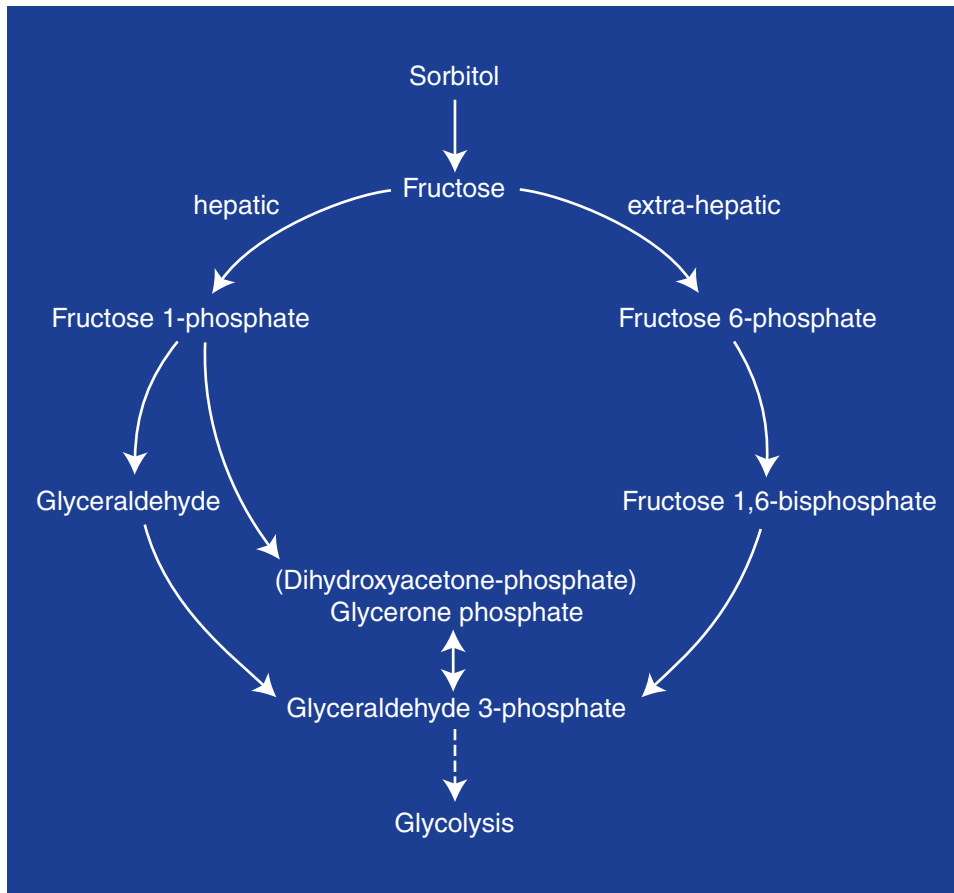 Sorbitol
Fructose
hepatic
extra-hepatic
Fructose 1-phosphate
Fructose 6-phosphate
Glyceraldehyde
Fructose 1,6-bisphosphate
(Dihydroxyacetone-phosphate)
Glycerone phosphate
Glyceraldehyde 3-phosphate
Glycolysis